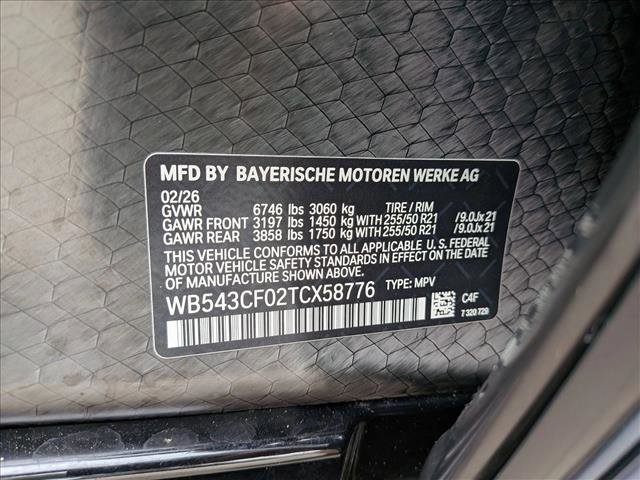 MFD BY BAYERISCHE MOTOREN WERKE AG
02/26
GVWR 6746 lbs 3060 kg TIRE / RIM
GAWR FRONT 3197 lbs 1450 kg WITH 255/50 R21 /9.0Jx21
GAWR REAR 3858 lbs 1750 kg WITH 255/50 R21 /9.0Jx21
THIS VEHICLE CONFORMS TO ALL APPLICABLE U.S. FEDERAL
MOTOR VEHICLE SAFETY STANDARDS IN EFFECT ON THE DATE
OF MANUFACTURE SHOWN ABOVE.
WB543CF02TCX58776 TYPE: MPV
C4F
7 320 729